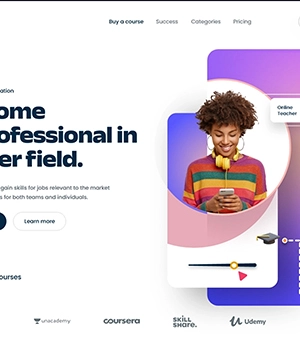 Buy a course Success Categories Pricing
ation
ome
ofessional in
er field.
gain skills for jobs relevant to the market
s for both teams and individuals.
Learn more
Online
Teacher
ourses
unacademy
coursera
SKILL
SHARE.
Udemy